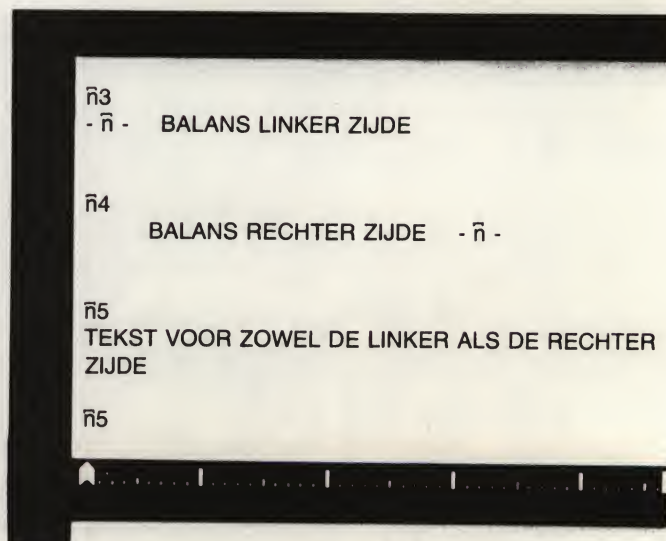 n̄3
- n̄ - BALANS LINKER ZIJDE
n̄4
BALANS RECHTER ZIJDE - n̄ -
n̄5
TEKST VOOR ZOWEL DE LINKER ALS DE RECHTER
ZIJDE
n̄5